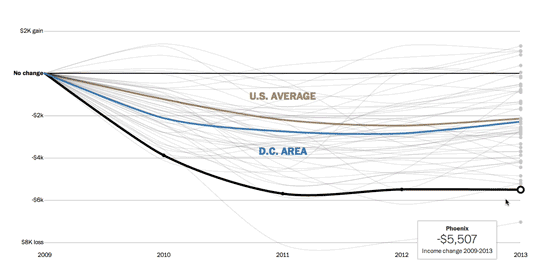 $2K gain
No change
U.S. AVERAGE
-$2k
D.C. AREA
-$4k
-$6k
$8K loss
2009 2010 2011 2012 2013
Phoenix
-$5,507
Income change 2009-2013